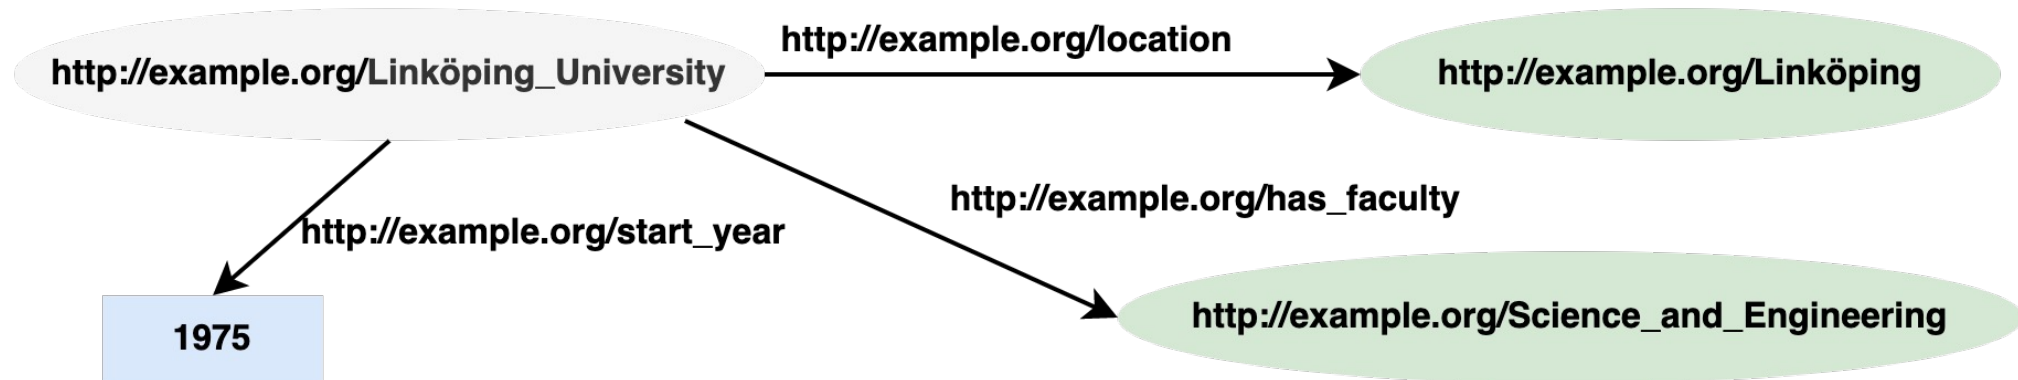 http://example.org/location
http://example.org/Linköping_University
http://example.org/Linköping
http://example.org/has_faculty
http://example.org/start_year
http://example.org/Science_and_Engineering
1975